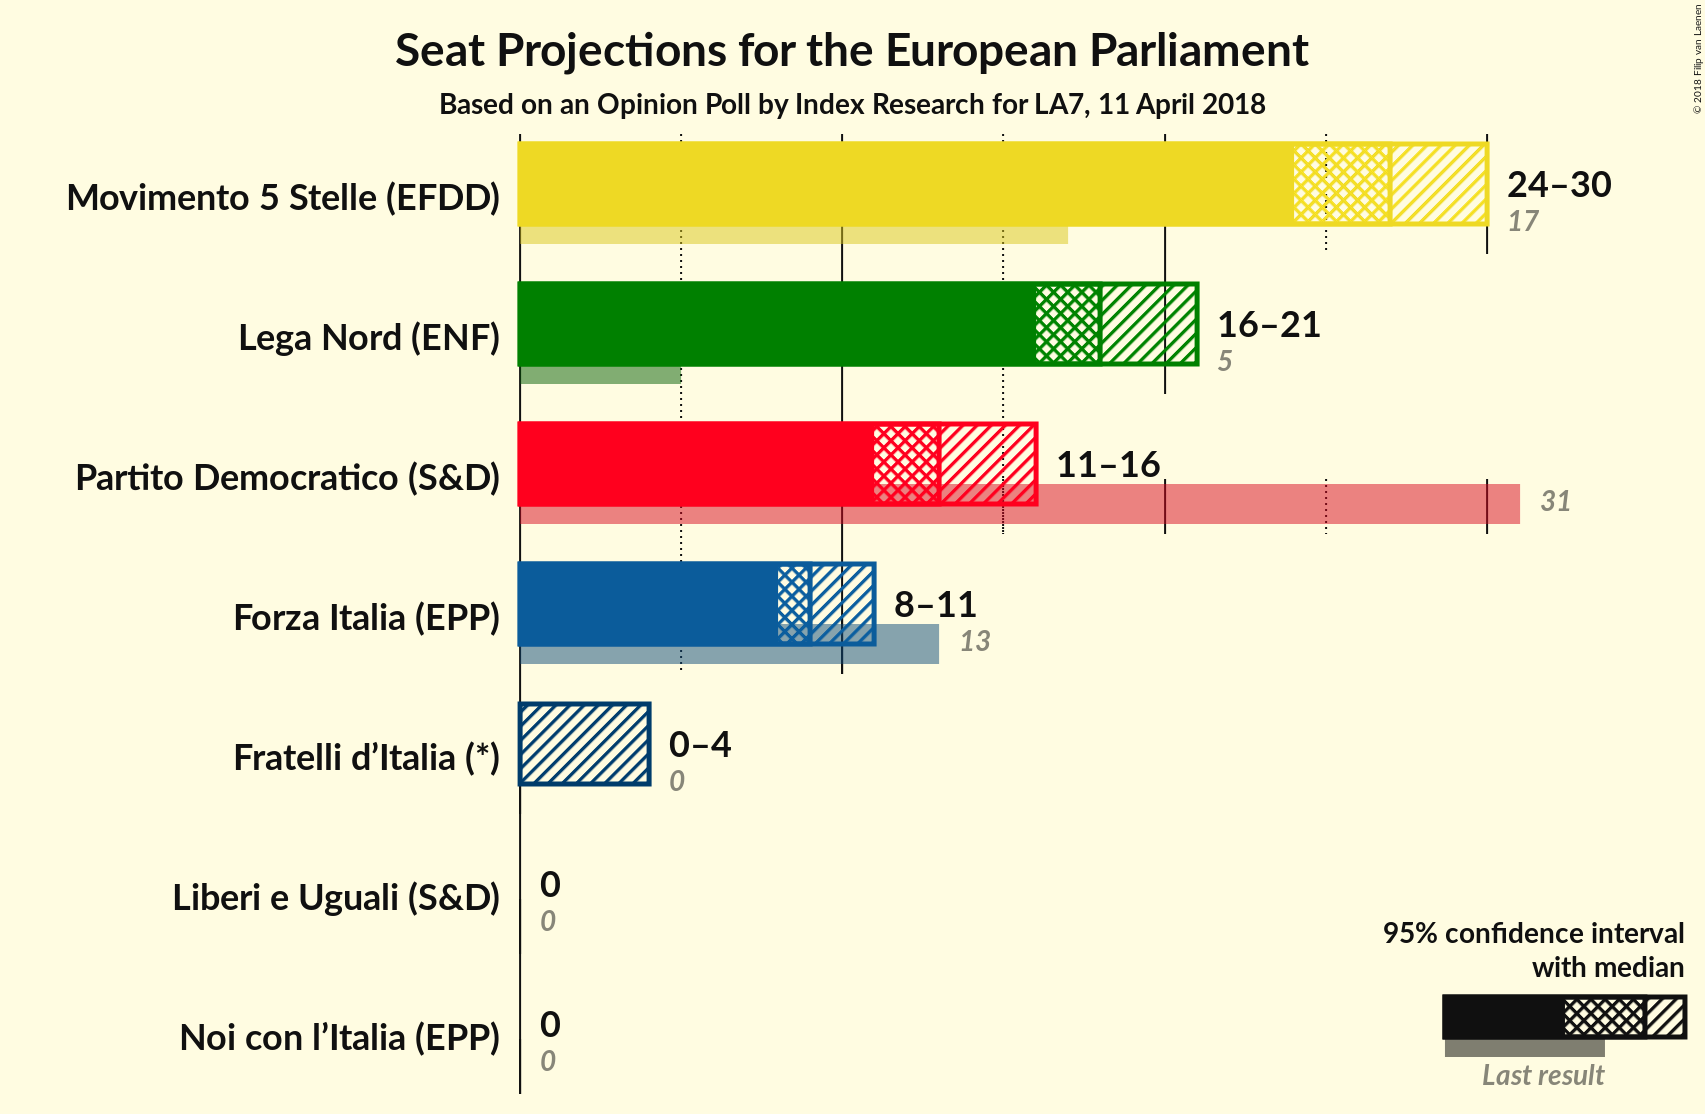 Seat Projections for the European Parliament
Based on an Opinion Poll by Index Research for LA7, 11 April 2018
© 2018 Filip van Laenen
Movimento 5 Stelle (EFDD)
24–30
17
Lega Nord (ENF)
16–21
5
Partito Democratico (S&D)
11–16
31
Forza Italia (EPP)
8–11
13
Fratelli d’Italia (*)
0–4
0
Liberi e Uguali (S&D)
0
0
Noi con l’Italia (EPP)
0
0
95% confidence interval
with median
Last result